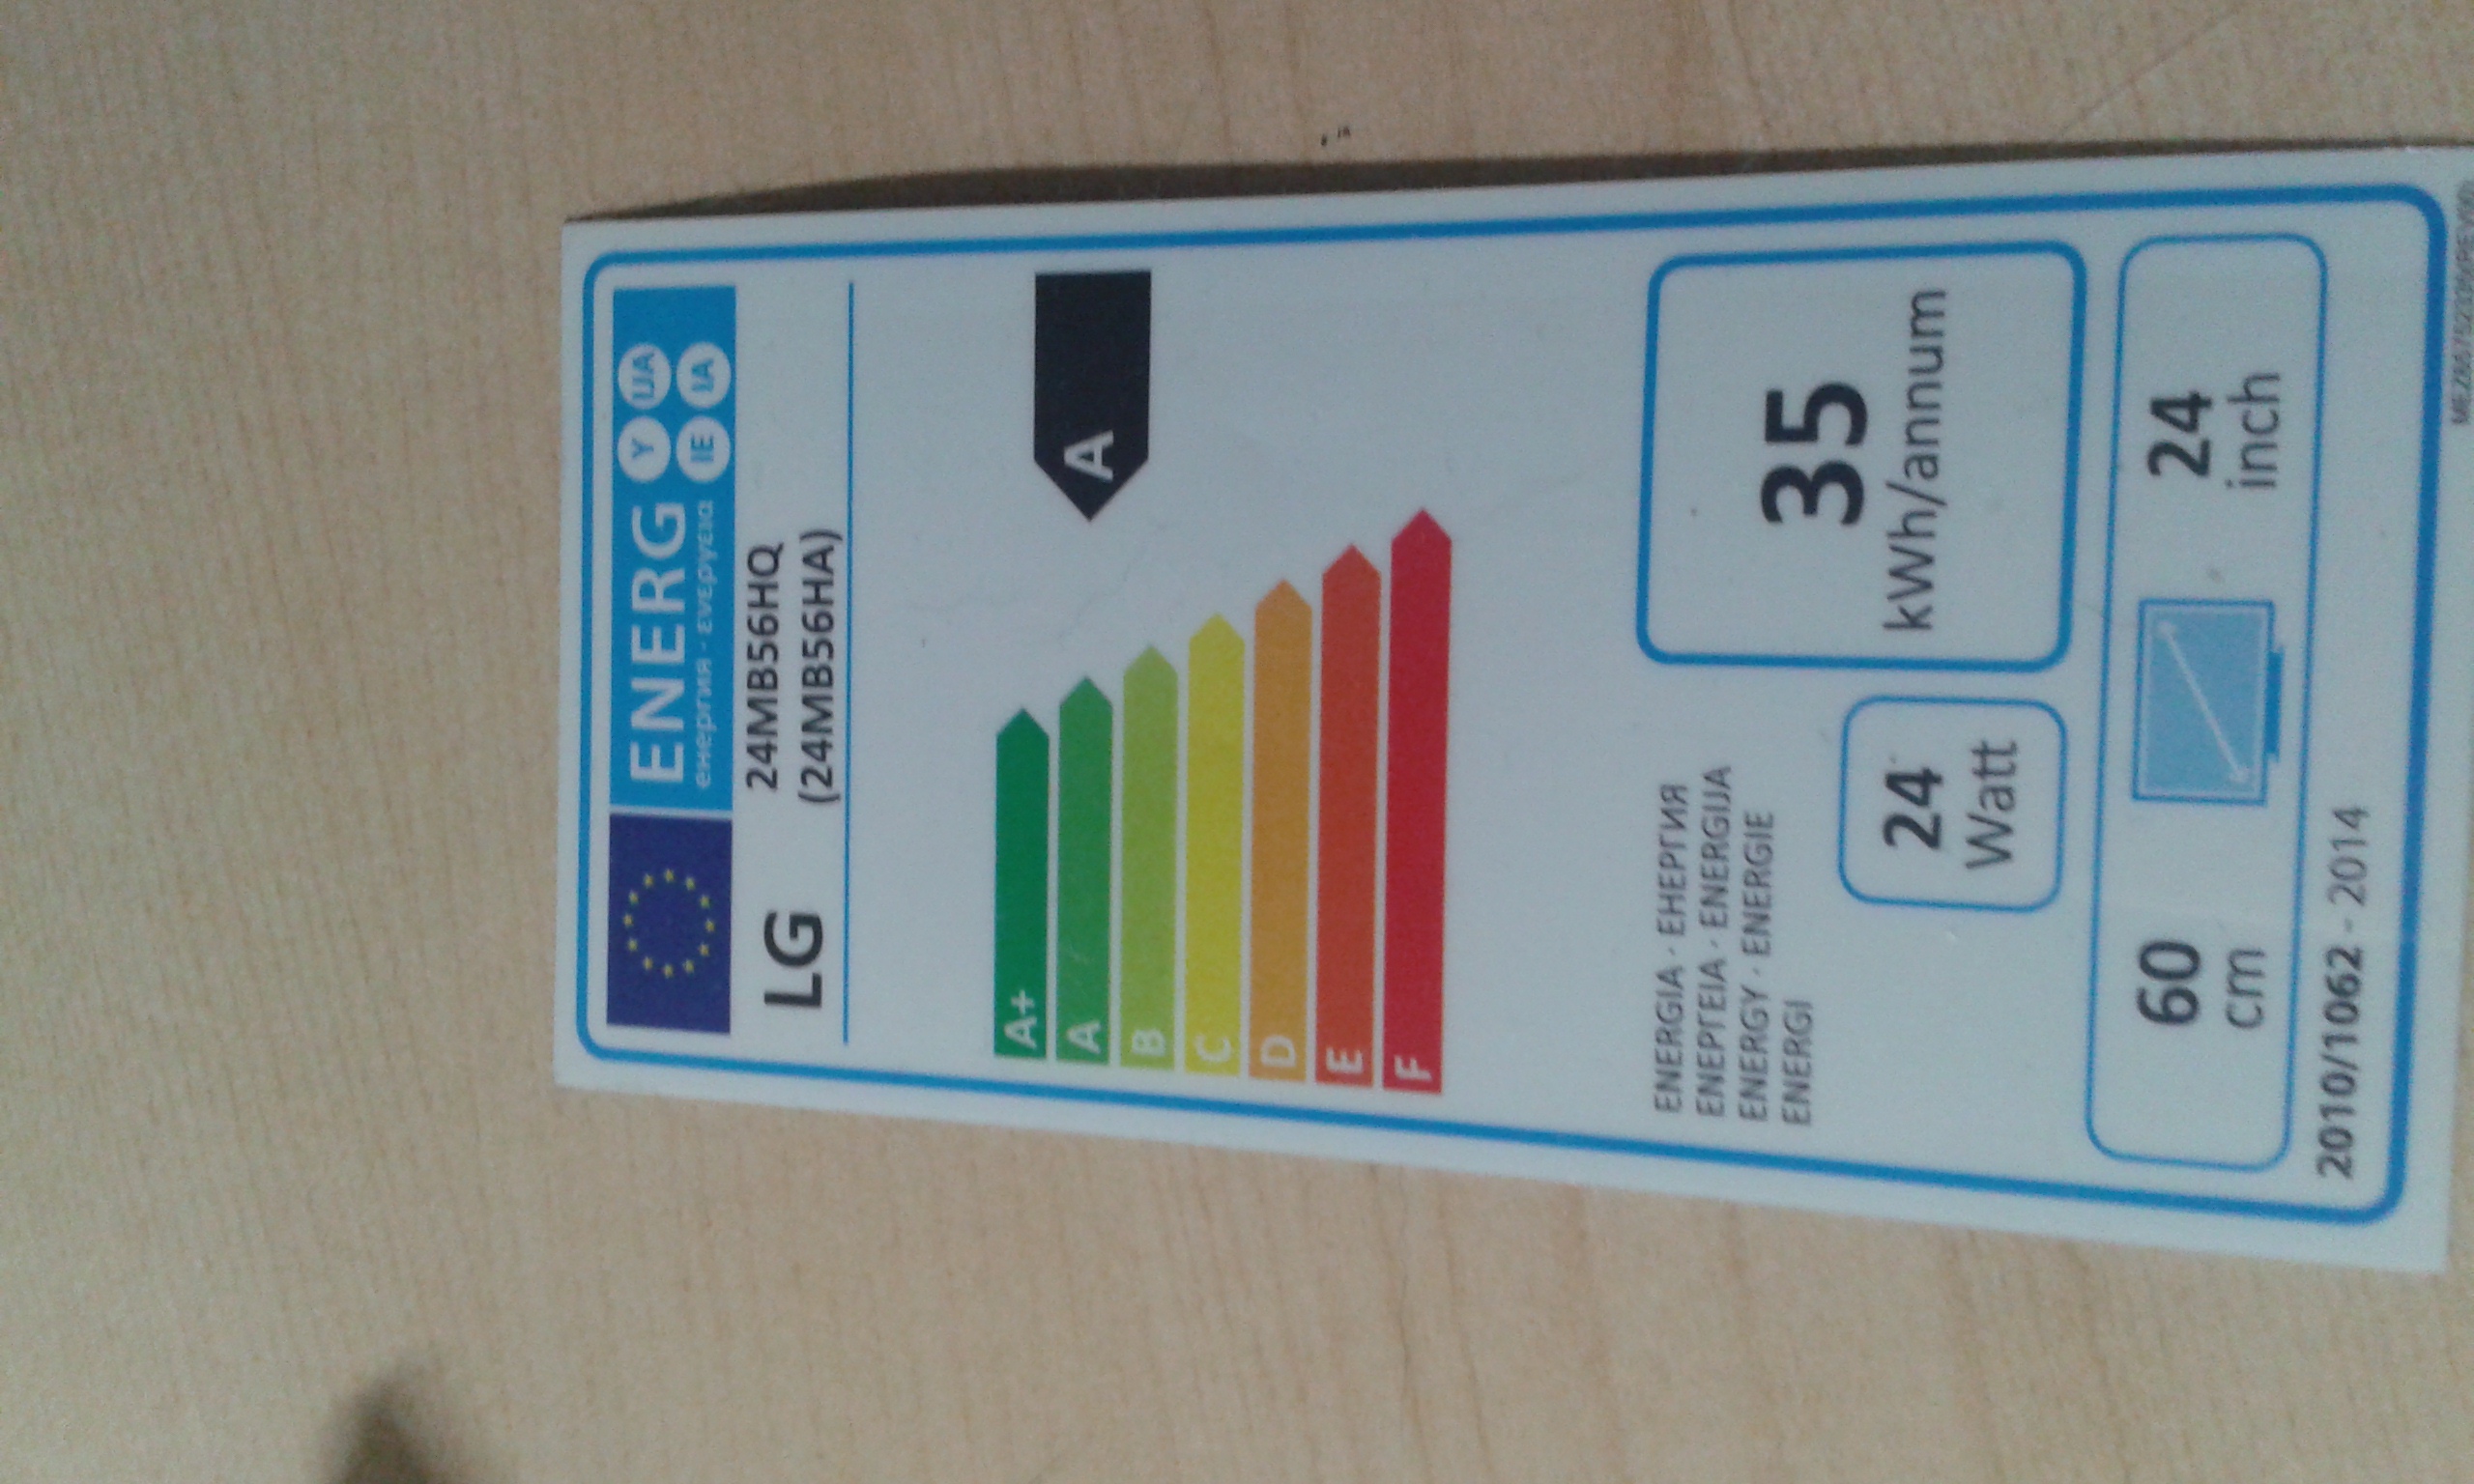 ENERG Y IJA
енергия · ενεργεια IE IA
LG
24MB56HQ
(24MB56HA)
A+
A
B
C
D
E
F
A
ENERGIA · ЕНЕРГИЯ
ΕΝΕΡΓΕΙΑ · ENERGIJA
ENERGY · ENERGIE
ENERGI
35
kWh/annum
24
Watt
60
cm
24
inch
2010/1062 - 2014